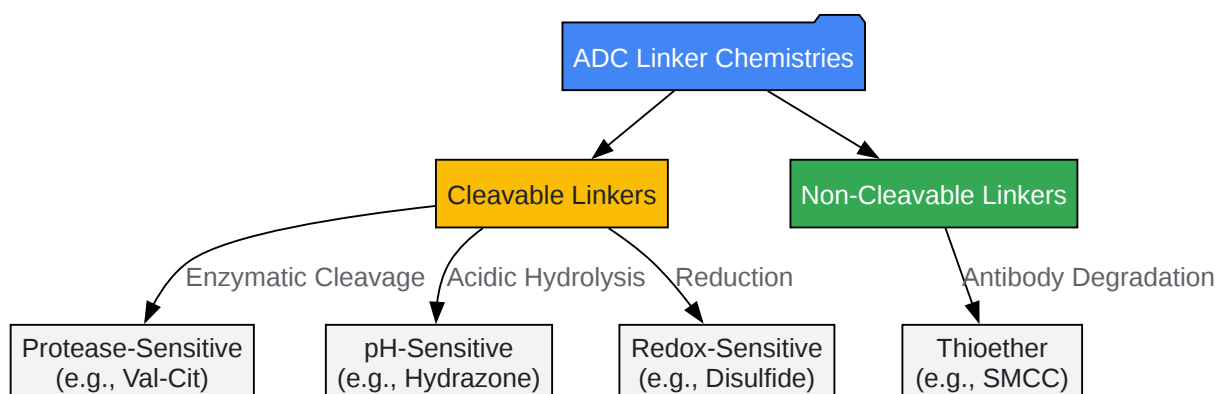 ADC Linker Chemistries
Cleavable Linkers
Non-Cleavable Linkers
Enzymatic Cleavage
Acidic Hydrolysis
Reduction
Antibody Degradation
Protease-Sensitive
(e.g., Val-Cit)
pH-Sensitive
(e.g., Hydrazone)
Redox-Sensitive
(e.g., Disulfide)
Thioether
(e.g., SMCC)